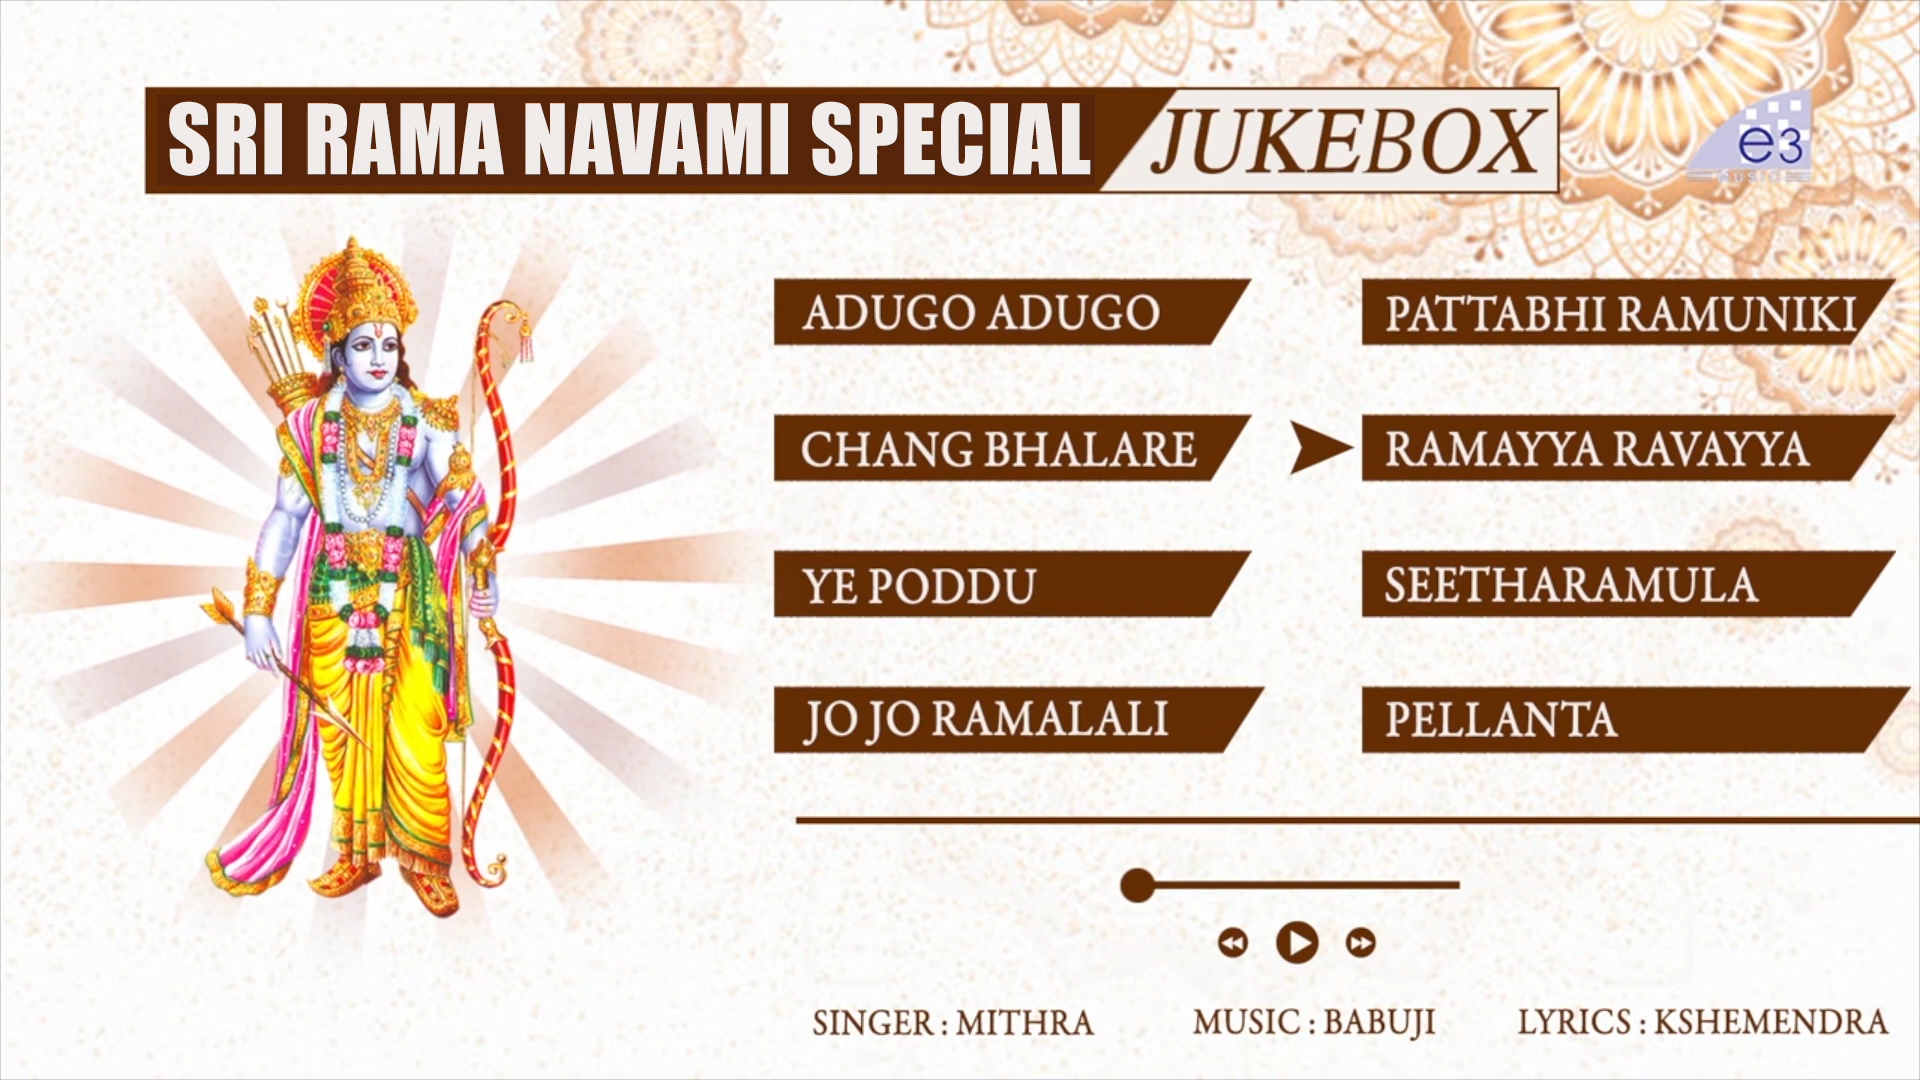 SRI RAMA NAVAMI SPECIAL JUKEBOX
e3
MUSIC
ADUGO ADUGO
CHANG BHALARE
YE PODDU
JO JO RAMALALI
PATTABHI RAMUNIKI
RAMAYYA RAVAYYA
SEETHARAMULA
PELLANTA
SINGER : MITHRA
MUSIC : BABUJI
LYRICS : KSHEMENDRA